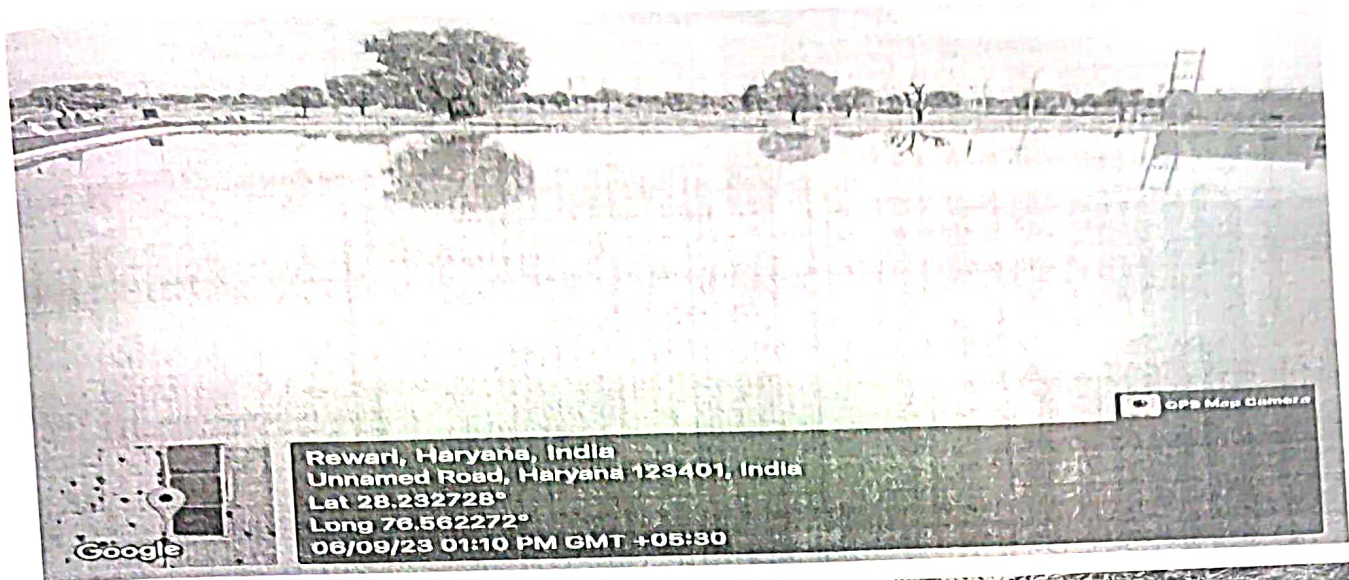 GPS Map Camera
Rewari, Haryana, India
Unnamed Road, Haryana 123401, India
Lat 28.232728°
Long 76.562272°
06/09/23 01:10 PM GMT +05:30
Google